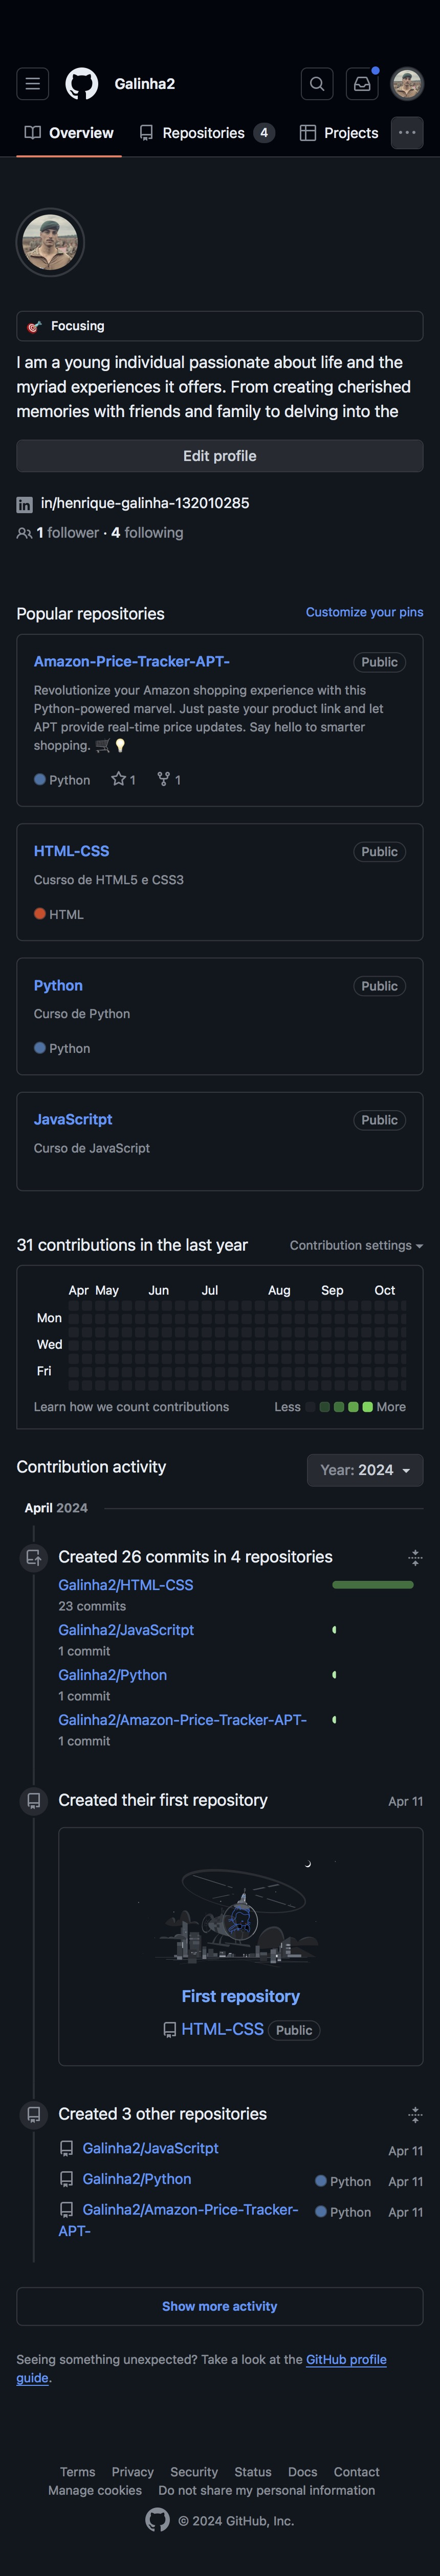 Galinha2
Overview Repositories 4 Projects
Focusing
I am a young individual passionate about life and the
myriad experiences it offers. From creating cherished
memories with friends and family to delving into the
Edit profile
in/henrique-galinha-132010285
1 follower · 4 following
Popular repositories Customize your pins
Amazon-Price-Tracker-APT- Public
Revolutionize your Amazon shopping experience with this
Python-powered marvel. Just paste your product link and let
APT provide real-time price updates. Say hello to smarter
shopping. 🛒 💡
Python 1 1
HTML-CSS Public
Cusrso de HTML5 e CSS3
HTML
Python Public
Curso de Python
Python
JavaScritpt Public
Curso de JavaScript
31 contributions in the last year Contribution settings
Apr May Jun Jul Aug Sep Oct
Mon
Wed
Fri
Learn how we count contributions Less More
Contribution activity Year: 2024
April 2024
Created 26 commits in 4 repositories
Galinha2/HTML-CSS
23 commits
Galinha2/JavaScritpt
1 commit
Galinha2/Python
1 commit
Galinha2/Amazon-Price-Tracker-APT-
1 commit
Created their first repository Apr 11
First repository
HTML-CSS Public
Created 3 other repositories
Galinha2/JavaScritpt Apr 11
Galinha2/Python Python Apr 11
Galinha2/Amazon-Price-Tracker- Python Apr 11
APT-
Show more activity
Seeing something unexpected? Take a look at the GitHub profile
guide.
Terms Privacy Security Status Docs Contact
Manage cookies Do not share my personal information
© 2024 GitHub, Inc.